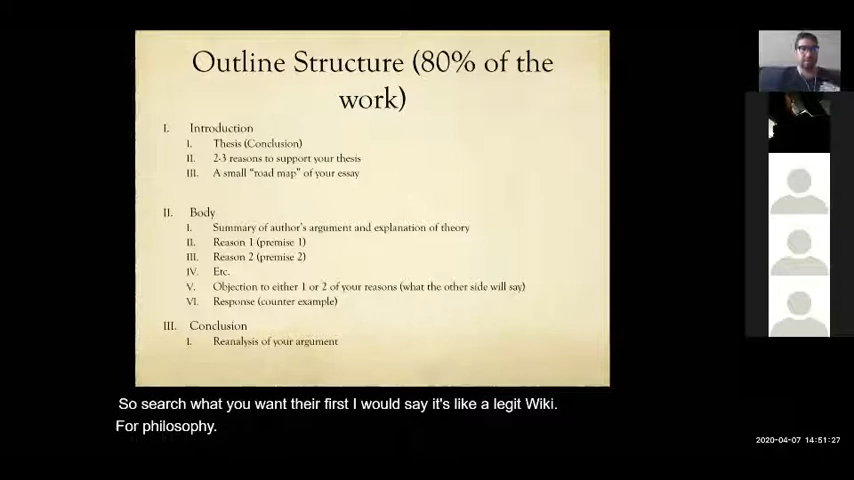 Outline Structure (80% of the
work)
I. Introduction
I. Thesis (Conclusion)
II. 2-3 reasons to support your thesis
III. A small "road map" of your essay
II. Body
I. Summary of author's argument and explanation of theory
II. Reason 1 (premise 1)
III. Reason 2 (premise 2)
IV. Etc.
V. Objection to either 1 or 2 of your reasons (what the other side will say)
VI. Response (counter example)
III. Conclusion
I. Reanalysis of your argument
So search what you want their first I would say it's like a legit Wiki.
For philosophy.
2020-04-07 14:51:27